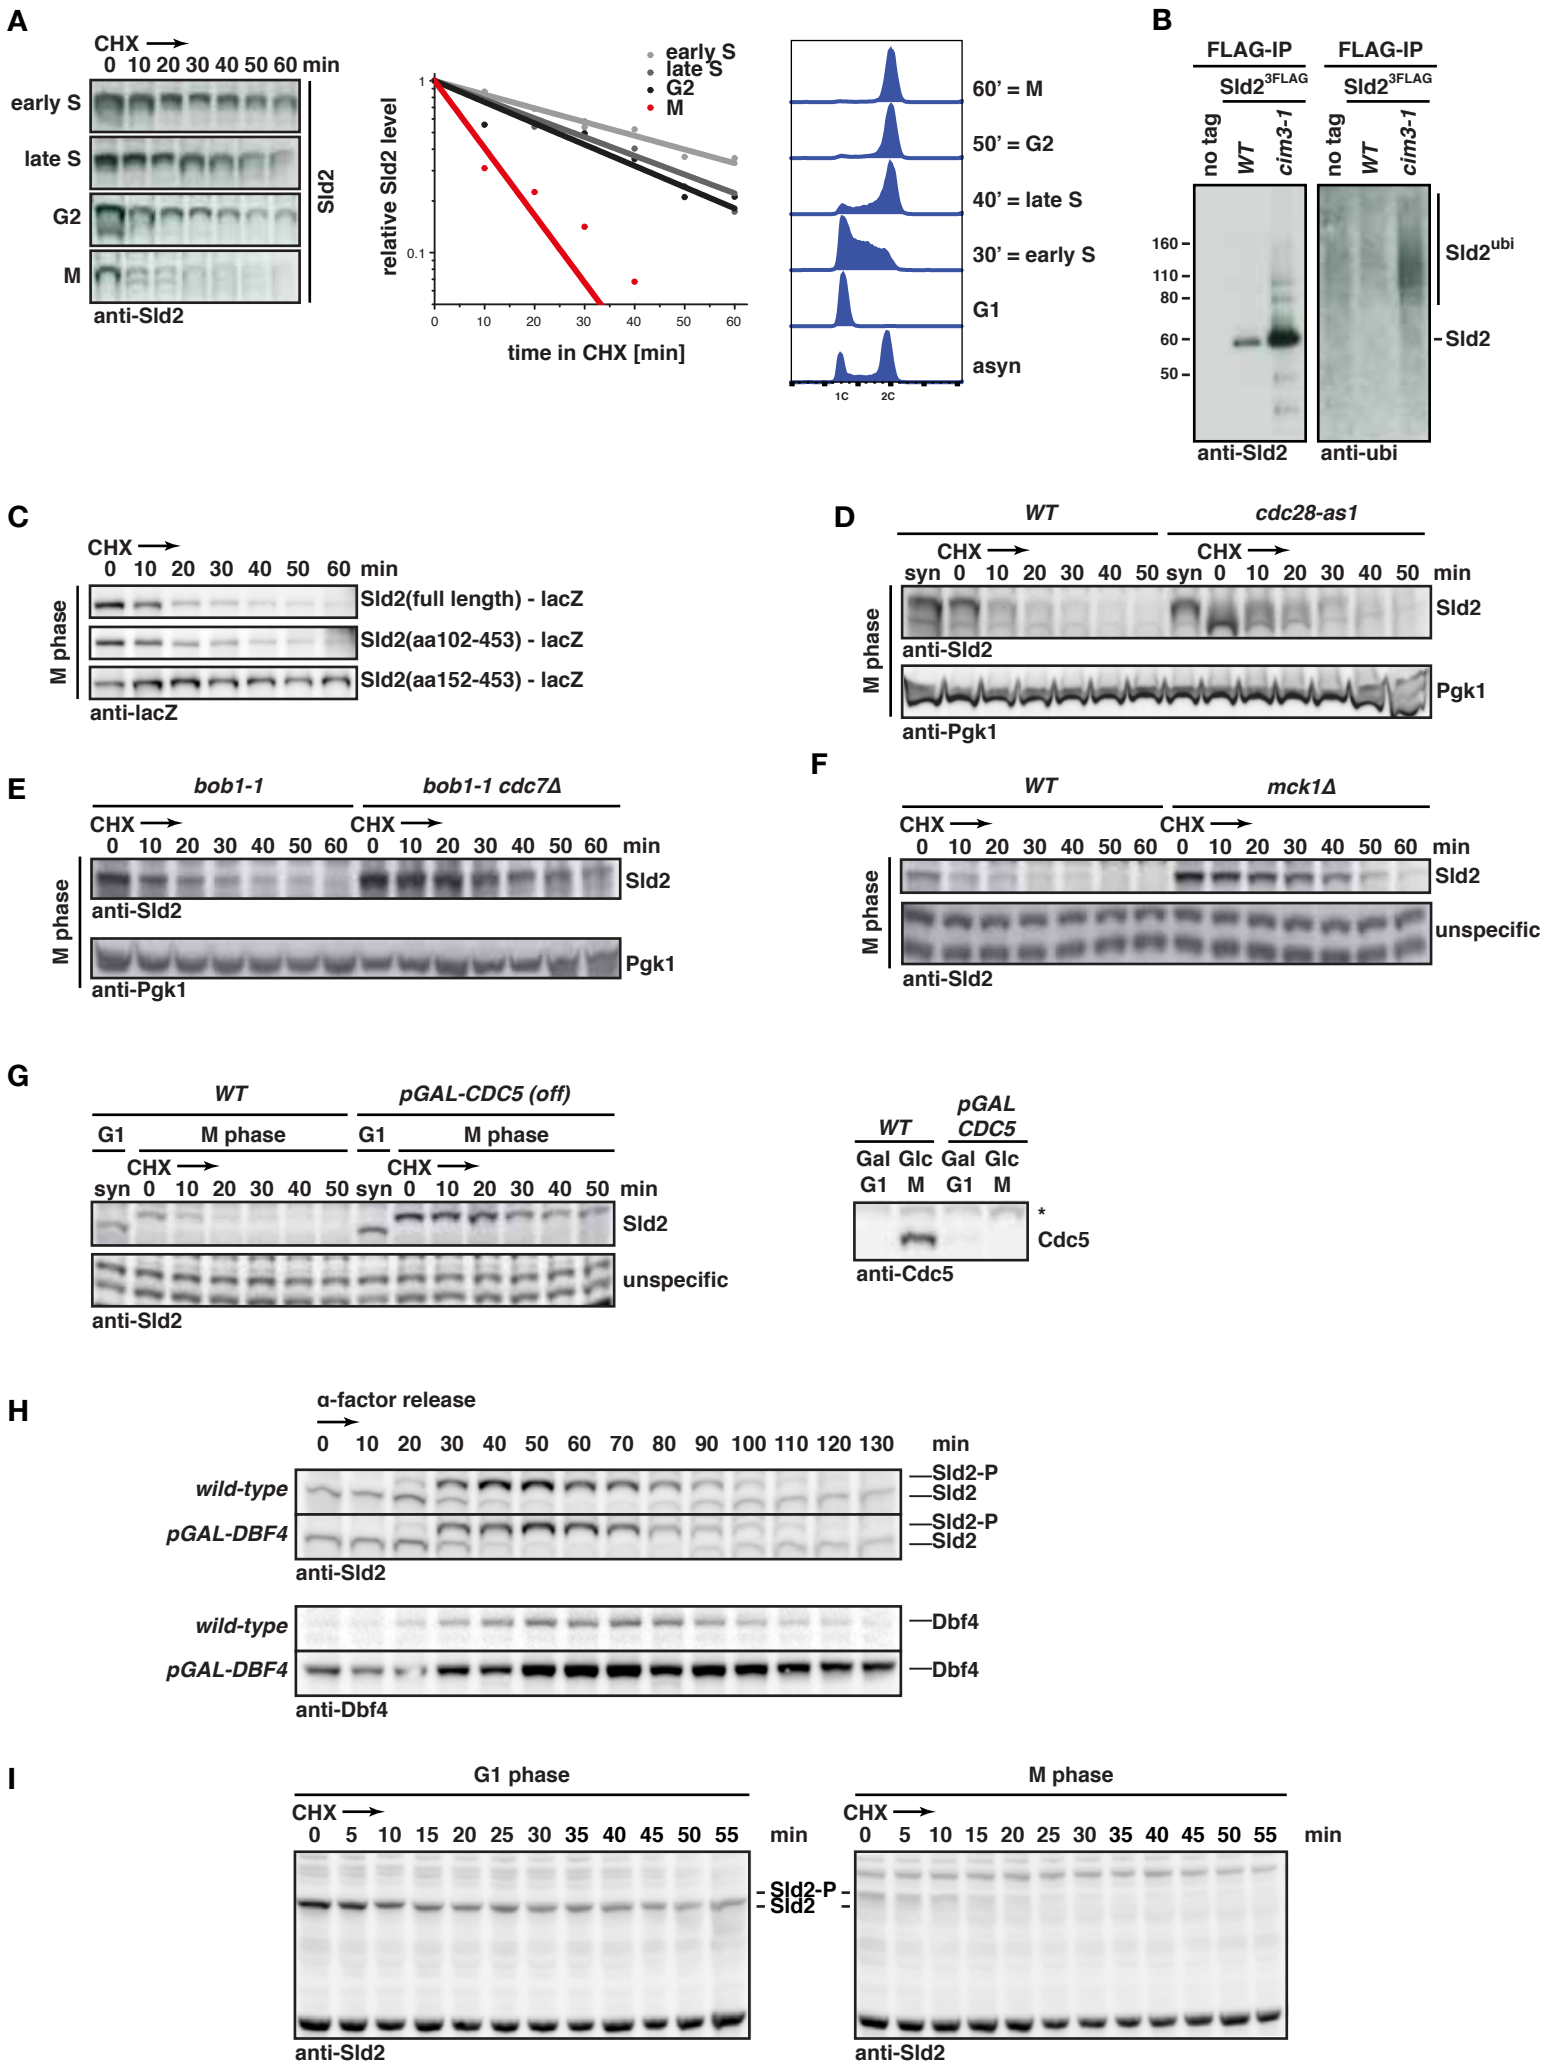 A
CHX
0 10 20 30 40 50 60 min
early S
late S
G2
M
Sld2
anti-Sld2
relative Sld2 level
1
0.1
0 10 20 30 40 50 60
time in CHX [min]
early S
late S
G2
M
60' = M
50' = G2
40' = late S
30' = early S
G1
asyn
1C 2C
B
FLAG-IP FLAG-IP
Sld23FLAG Sld23FLAG
no tag WT cim3-1 no tag WT cim3-1
160
110
80
60
50
Sld2ubi
Sld2
anti-Sld2 anti-ubi
C
CHX
0 10 20 30 40 50 60 min
M phase
Sld2(full length) - lacZ
Sld2(aa102-453) - lacZ
Sld2(aa152-453) - lacZ
anti-lacZ
D
WT cdc28-as1
CHX CHX
syn 0 10 20 30 40 50 syn 0 10 20 30 40 50 min
M phase
Sld2
anti-Sld2
Pgk1
anti-Pgk1
E
bob1-1 bob1-1 cdc7Δ
CHX CHX
0 10 20 30 40 50 60 0 10 20 30 40 50 60 min
M phase
Sld2
anti-Sld2
Pgk1
anti-Pgk1
F
WT mck1Δ
CHX CHX
0 10 20 30 40 50 60 0 10 20 30 40 50 60 min
M phase
Sld2
unspecific
anti-Sld2
G
WT pGAL-CDC5 (off)
G1 M phase G1 M phase
CHX CHX
syn 0 10 20 30 40 50 syn 0 10 20 30 40 50 min
Sld2
unspecific
anti-Sld2
pGAL
WT CDC5
Gal Glc Gal Glc
G1 M G1 M
*
Cdc5
anti-Cdc5
H
α-factor release
0 10 20 30 40 50 60 70 80 90 100 110 120 130 min
wild-type
Sld2-P
Sld2
pGAL-DBF4
Sld2-P
Sld2
anti-Sld2
wild-type Dbf4
pGAL-DBF4 Dbf4
anti-Dbf4
I
G1 phase M phase
CHX CHX
0 5 10 15 20 25 30 35 40 45 50 55 min 0 5 10 15 20 25 30 35 40 45 50 55 min
Sld2-P
Sld2
anti-Sld2 anti-Sld2